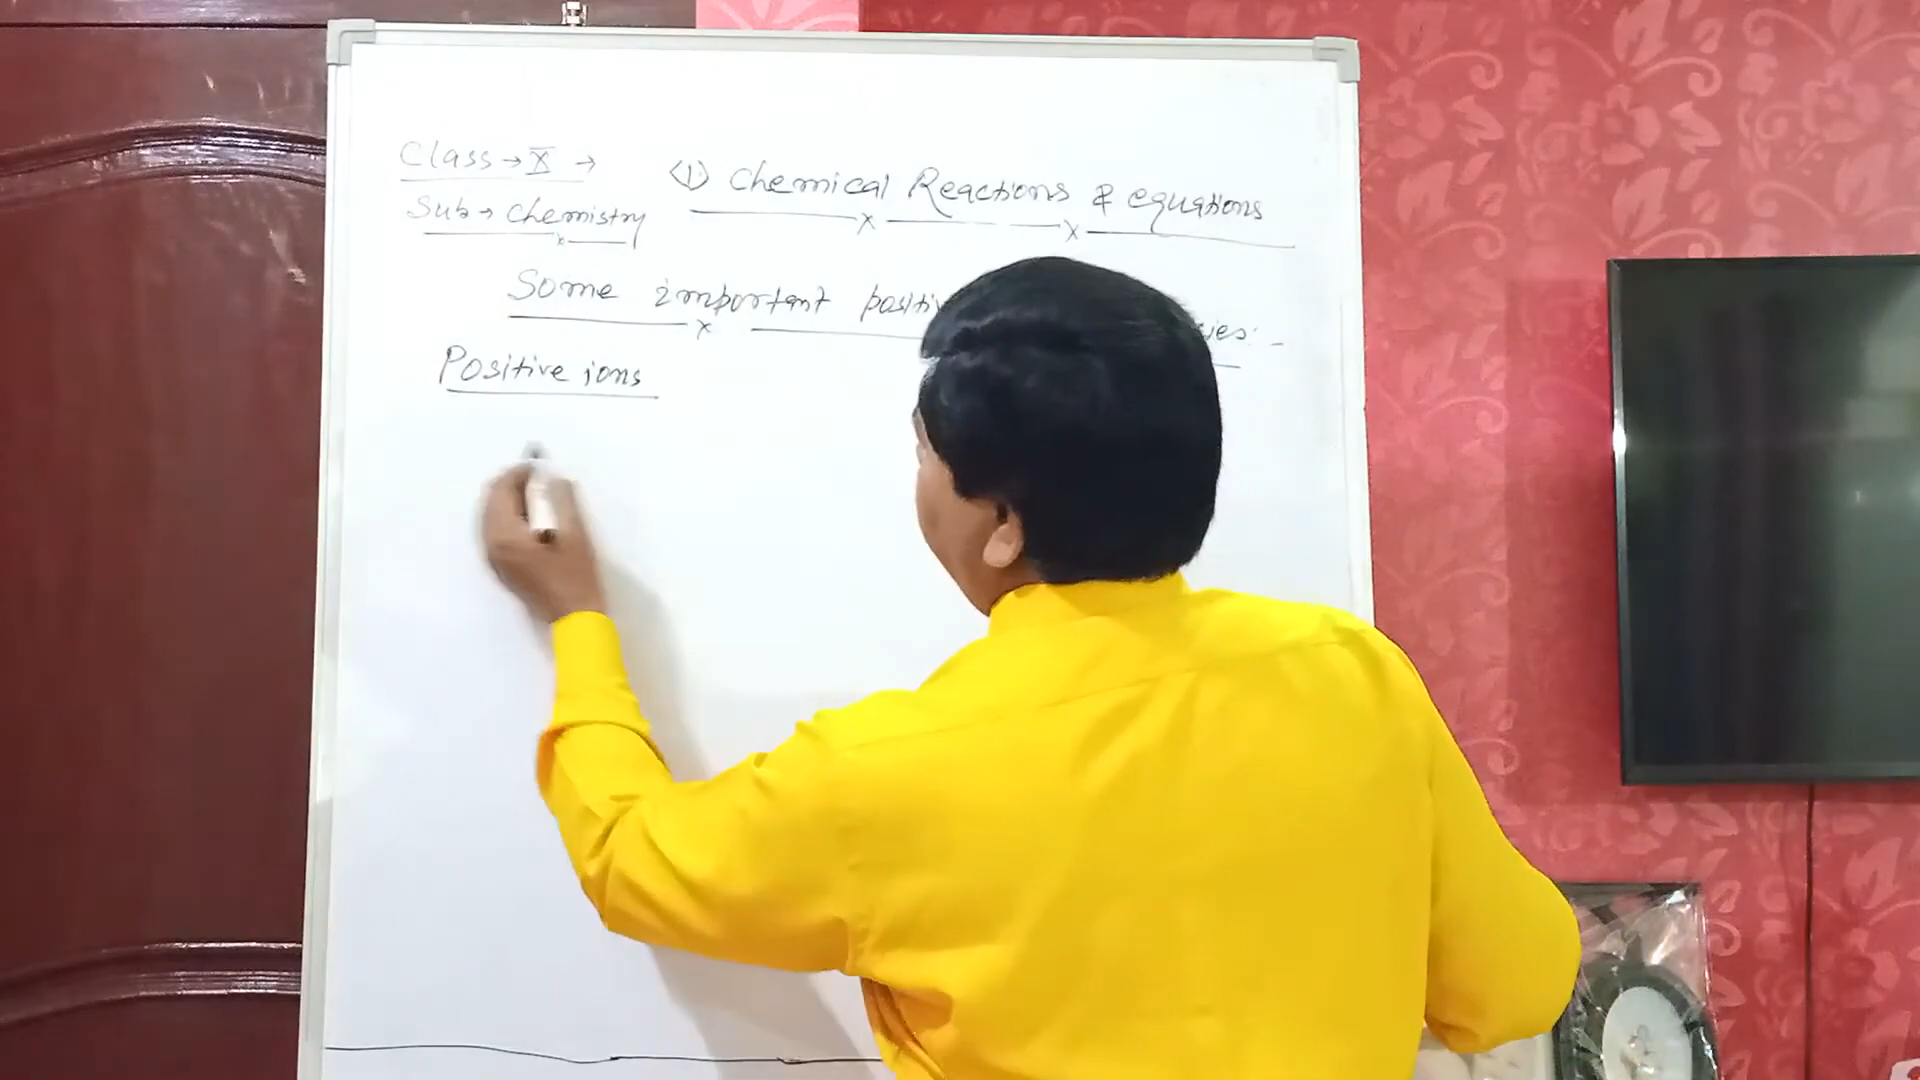 Class → X →
<1> Chemical Reactions & equations
Sub → Chemistry
Some important
Positive ions